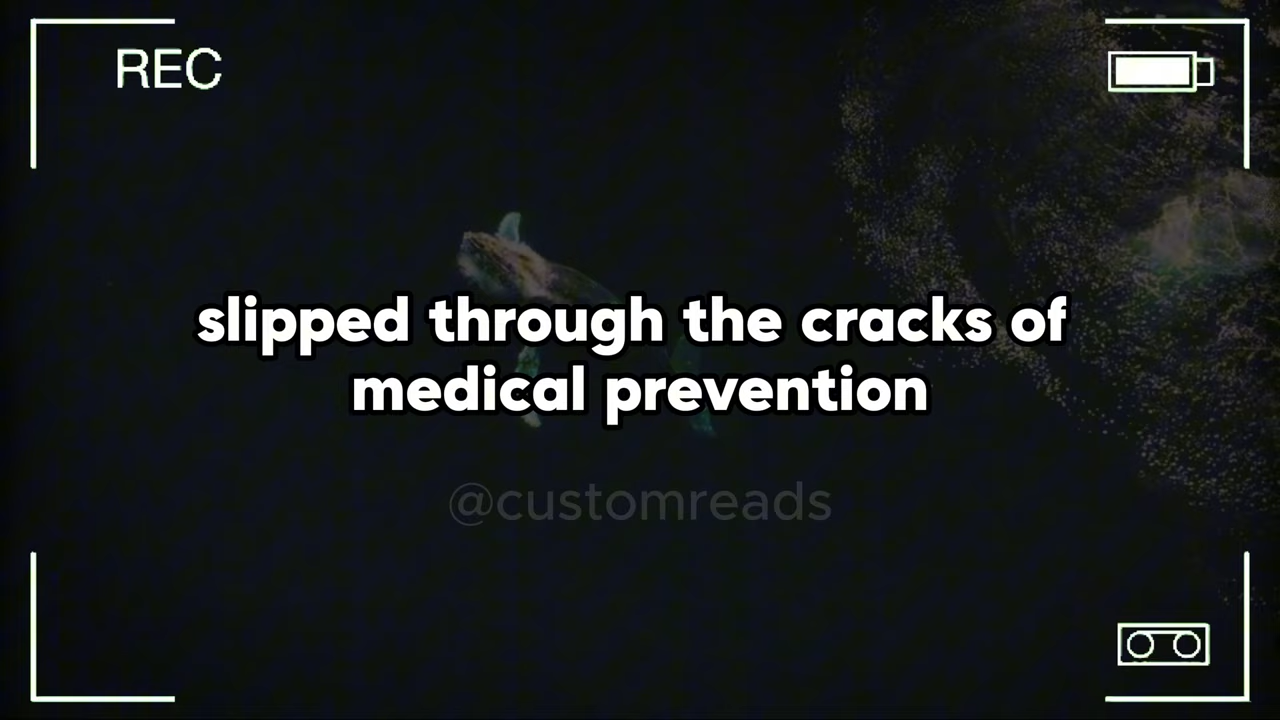 REC
slipped through the cracks of
medical prevention
@customreads